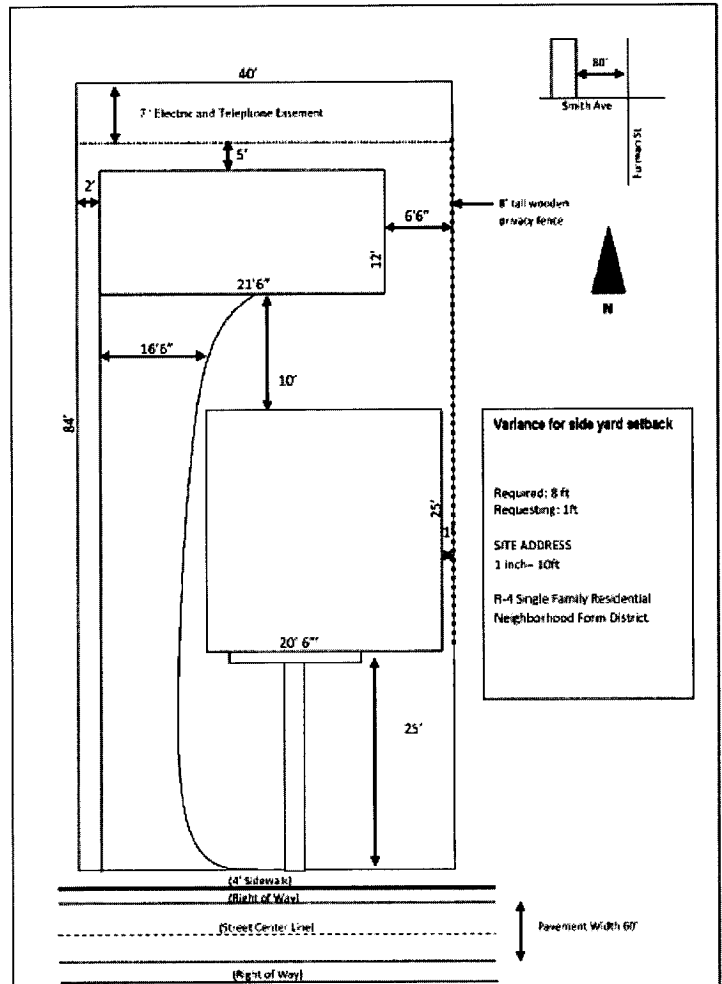 40'
7' Electric and Telephone Easement
5'
2'
6'6"
12'
21'6"
16'6"
10'
84'
25'
1'
20' 6"'
25'
(4' Sidewalk)
(Right of Way)
(Street Center Line)
(Right of Way)
Pavement Width 60'
80'
Smith Ave
Furman St
8' tall wooden
privacy fence
N
Variance for side yard setback
Required: 8 ft
Requesting: 1ft
SITE ADDRESS
1 inch= 10ft
R-4 Single Family Residential
Neighborhood Form District